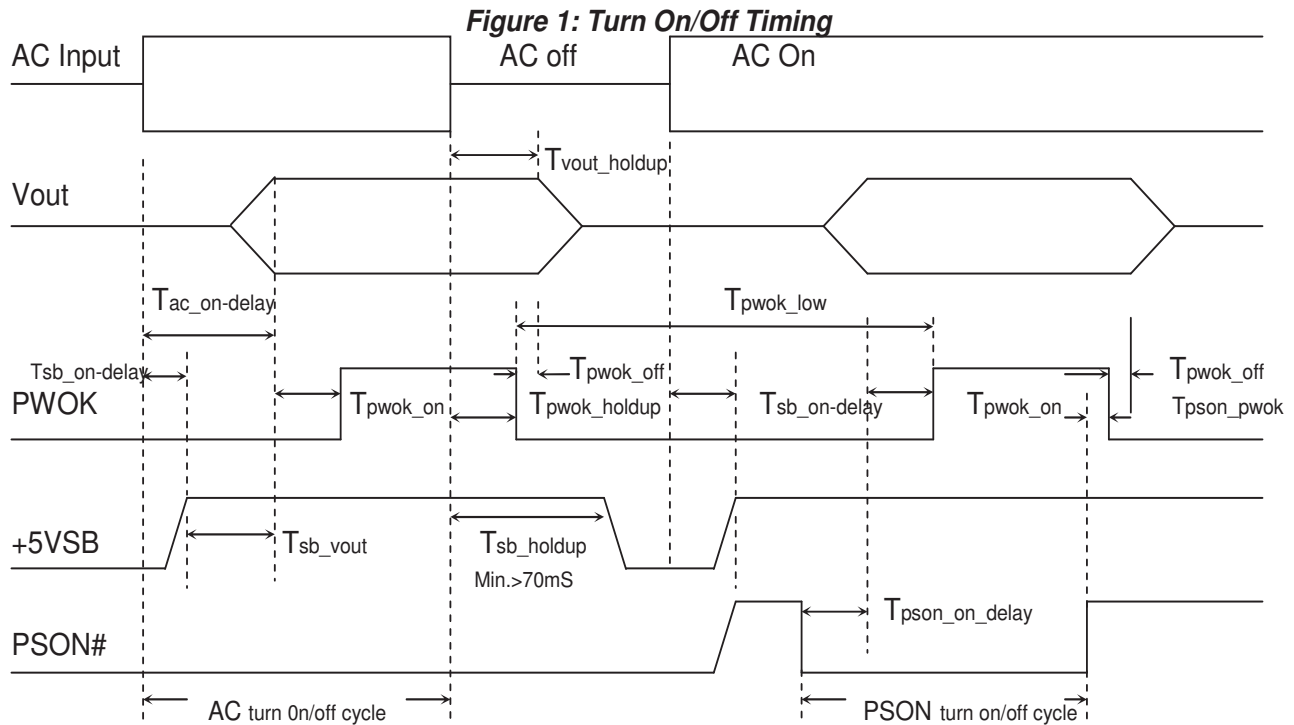 Figure 1: Turn On/Off Timing
AC Input
AC off
AC On
Tvout_holdup
Vout
Tac_on-delay
Tpwok_low
Tsb_on-delay
Tpwok_off
Tpwok_off
PWOK
Tpwok_on
Tpwok_holdup
Tsb_on-delay
Tpwok_on
Tpson_pwok
+5VSB
Tsb_vout
Tsb_holdup
Min.>70mS
Tpson_on_delay
PSON#
AC turn 0n/off cycle
PSON turn on/off cycle